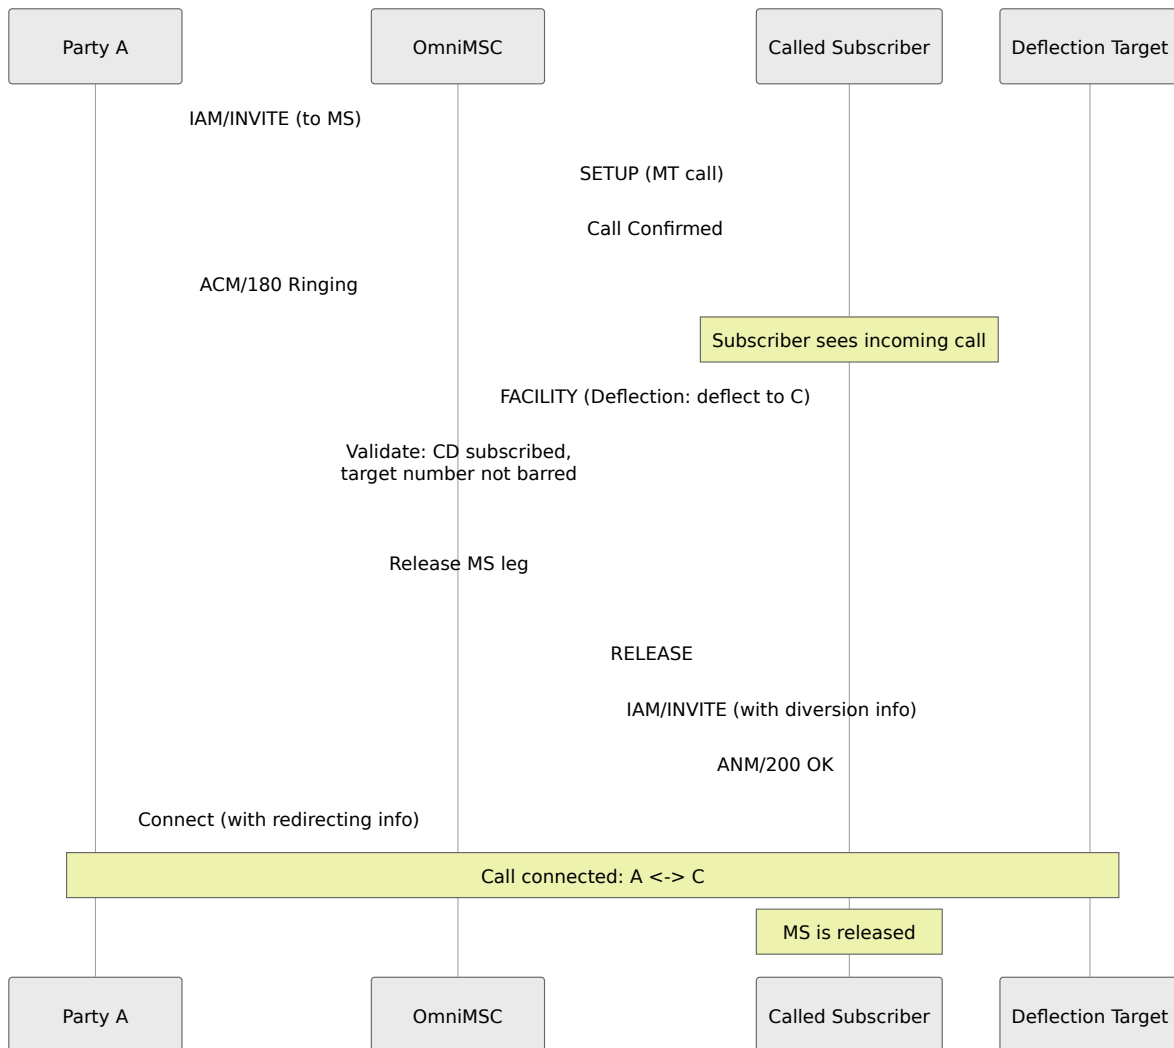 Party A
OmniMSC
Called Subscriber
Deflection Target
IAM/INVITE (to MS)
SETUP (MT call)
Call Confirmed
ACM/180 Ringing
Subscriber sees incoming call
FACILITY (Deflection: deflect to C)
Validate: CD subscribed,
target number not barred
Release MS leg
RELEASE
IAM/INVITE (with diversion info)
ANM/200 OK
Connect (with redirecting info)
Call connected: A <-> C
MS is released
Party A
OmniMSC
Called Subscriber
Deflection Target